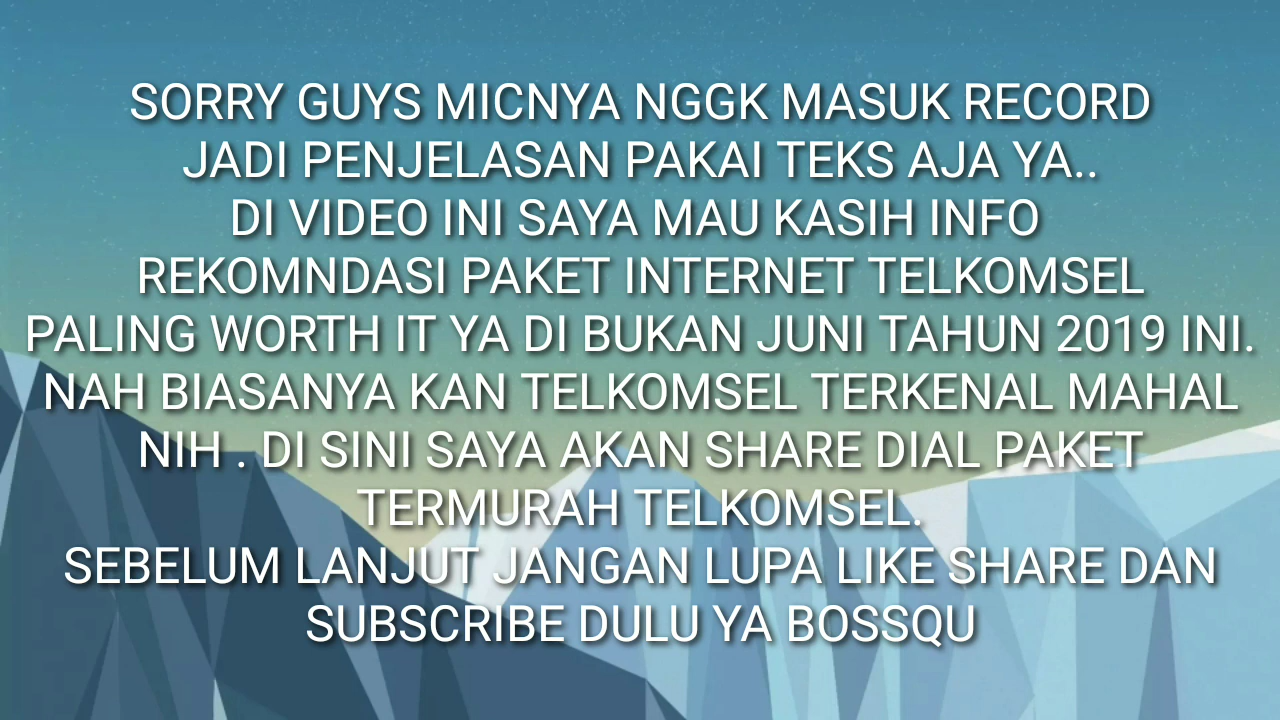 SORRY GUYS MICNYA NGGK MASUK RECORD
JADI PENJELASAN PAKAI TEKS AJA YA..
DI VIDEO INI SAYA MAU KASIH INFO
REKOMNDASI PAKET INTERNET TELKOMSEL
PALING WORTH IT YA DI BUKAN JUNI TAHUN 2019 INI.
NAH BIASANYA KAN TELKOMSEL TERKENAL MAHAL
NIH . DI SINI SAYA AKAN SHARE DIAL PAKET
TERMURAH TELKOMSEL.
SEBELUM LANJUT JANGAN LUPA LIKE SHARE DAN
SUBSCRIBE DULU YA BOSSQU